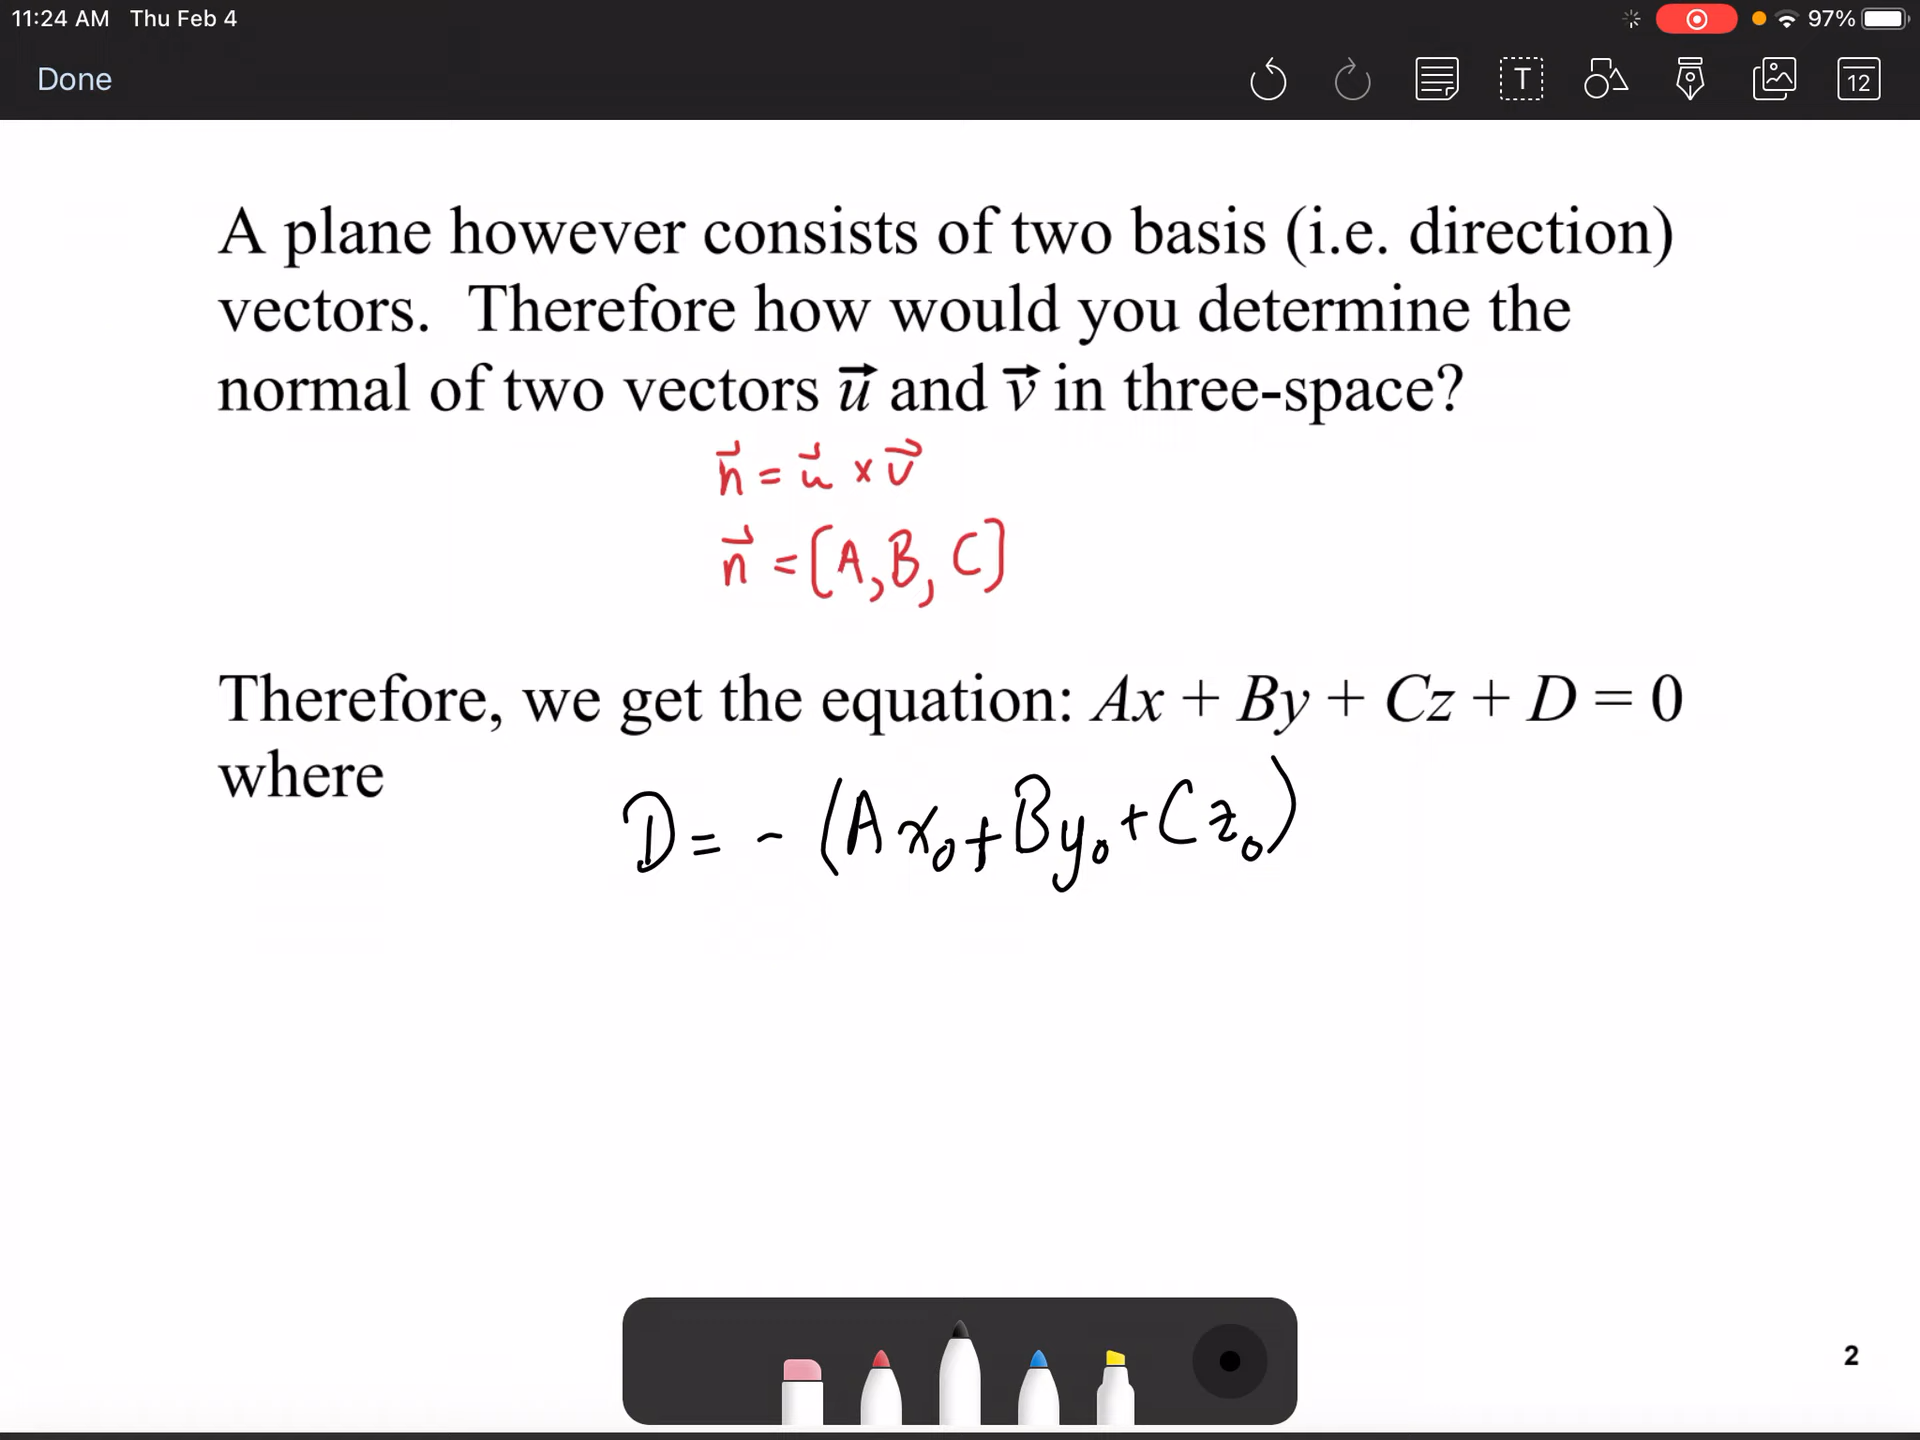 11:24 AM Thu Feb 4 97%
Done T 12
A plane however consists of two basis (i.e. direction)
vectors. Therefore how would you determine the
normal of two vectors u⃗ and v⃗ in three-space?
n⃗ = u⃗ × v⃗
n⃗ = [A, B, C]
Therefore, we get the equation: Ax + By + Cz + D = 0
where
D = - (Ax₀ + By₀ + Cz₀)
2